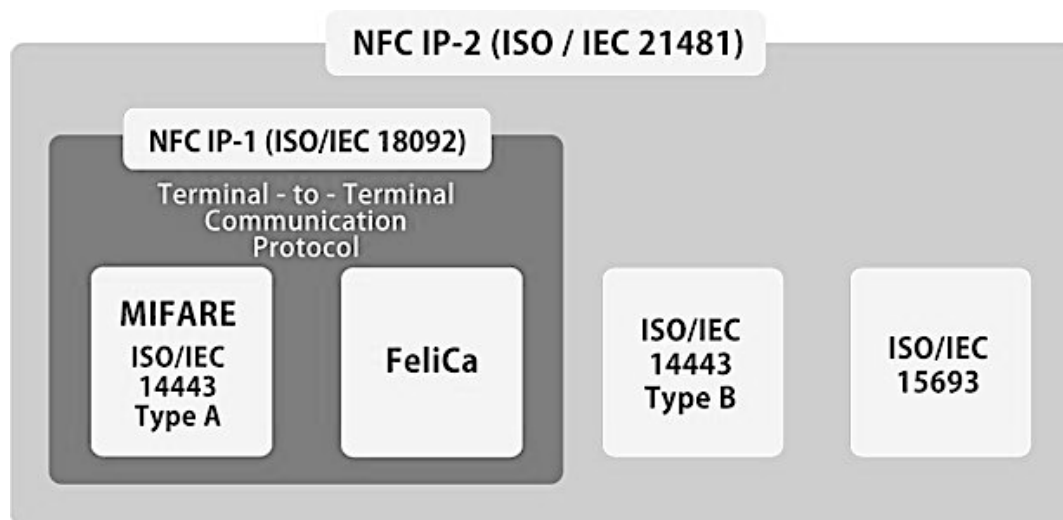 NFC IP-2 (ISO / IEC 21481)
NFC IP-1 (ISO/IEC 18092)
Terminal - to - Terminal
Communication
Protocol
MIFARE
ISO/IEC
14443
Type A
FeliCa
ISO/IEC
14443
Type B
ISO/IEC
15693